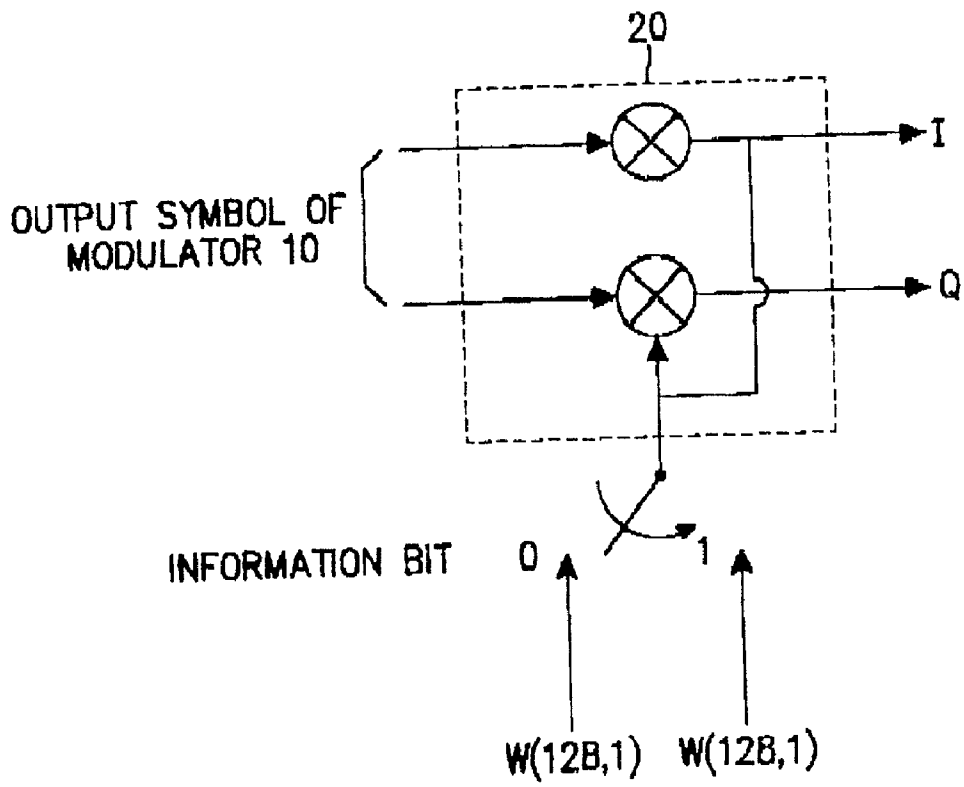 20
I
OUTPUT SYMBOL OF
MODULATOR 10
Q
INFORMATION BIT 0 1
W(128,1) W(128,1)